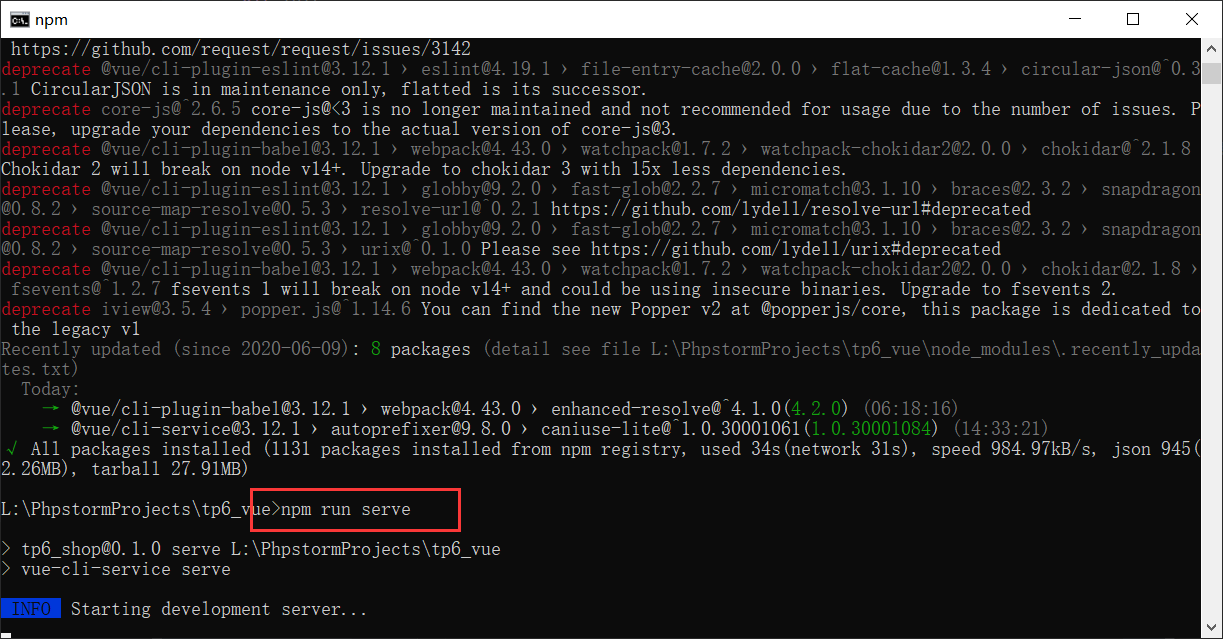 npm
https://github.com/request/request/issues/3142
deprecate @vue/cli-plugin-eslint@3.12.1 › eslint@4.19.1 › file-entry-cache@2.0.0 › flat-cache@1.3.4 › circular-json@^0.3
.1 CircularJSON is in maintenance only, flatted is its successor.
deprecate core-js@^2.6.5 core-js@<3 is no longer maintained and not recommended for usage due to the number of issues. P
lease, upgrade your dependencies to the actual version of core-js@3.
deprecate @vue/cli-plugin-babel@3.12.1 › webpack@4.43.0 › watchpack@1.7.2 › watchpack-chokidar2@2.0.0 › chokidar@^2.1.8
Chokidar 2 will break on node v14+. Upgrade to chokidar 3 with 15x less dependencies.
deprecate @vue/cli-plugin-eslint@3.12.1 › globby@9.2.0 › fast-glob@2.2.7 › micromatch@3.1.10 › braces@2.3.2 › snapdragon
@0.8.2 › source-map-resolve@0.5.3 › resolve-url@^0.2.1 https://github.com/lydell/resolve-url#deprecated
deprecate @vue/cli-plugin-eslint@3.12.1 › globby@9.2.0 › fast-glob@2.2.7 › micromatch@3.1.10 › braces@2.3.2 › snapdragon
@0.8.2 › source-map-resolve@0.5.3 › urix@^0.1.0 Please see https://github.com/lydell/urix#deprecated
deprecate @vue/cli-plugin-babel@3.12.1 › webpack@4.43.0 › watchpack@1.7.2 › watchpack-chokidar2@2.0.0 › chokidar@2.1.8 ›
fsevents@^1.2.7 fsevents 1 will break on node v14+ and could be using insecure binaries. Upgrade to fsevents 2.
deprecate iview@3.5.4 › popper.js@^1.14.6 You can find the new Popper v2 at @popperjs/core, this package is dedicated to
the legacy v1
Recently updated (since 2020-06-09): 8 packages (detail see file L:\PhpstormProjects\tp6_vue\node_modules\.recently_upda
tes.txt)
Today:
→ @vue/cli-plugin-babel@3.12.1 › webpack@4.43.0 › enhanced-resolve@^4.1.0(4.2.0) (06:18:16)
→ @vue/cli-service@3.12.1 › autoprefixer@9.8.0 › caniuse-lite@^1.0.30001061(1.0.30001084) (14:33:21)
√ All packages installed (1131 packages installed from npm registry, used 34s(network 31s), speed 984.97kB/s, json 945(
2.26MB), tarball 27.91MB)
L:\PhpstormProjects\tp6_vue>npm run serve
> tp6_shop@0.1.0 serve L:\PhpstormProjects\tp6_vue
> vue-cli-service serve
INFO Starting development server...